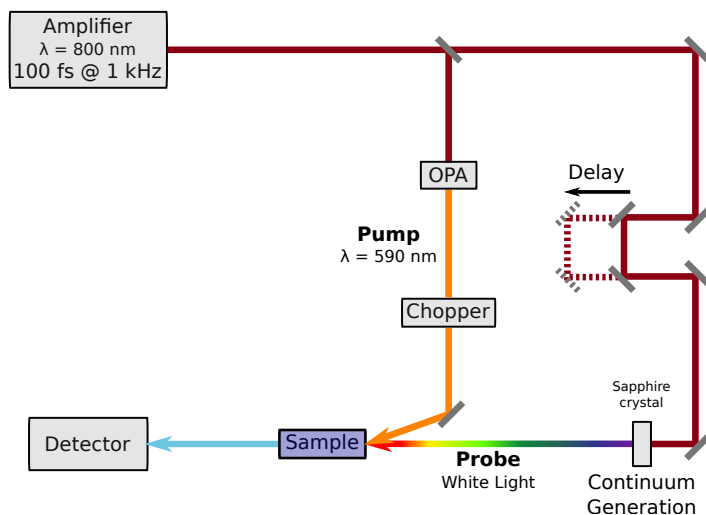 Amplifier
λ = 800 nm
100 fs @ 1 kHz
OPA
Delay
Pump
λ = 590 nm
Chopper
Sapphire
crystal
Detector
Sample
Probe
White Light
Continuum
Generation